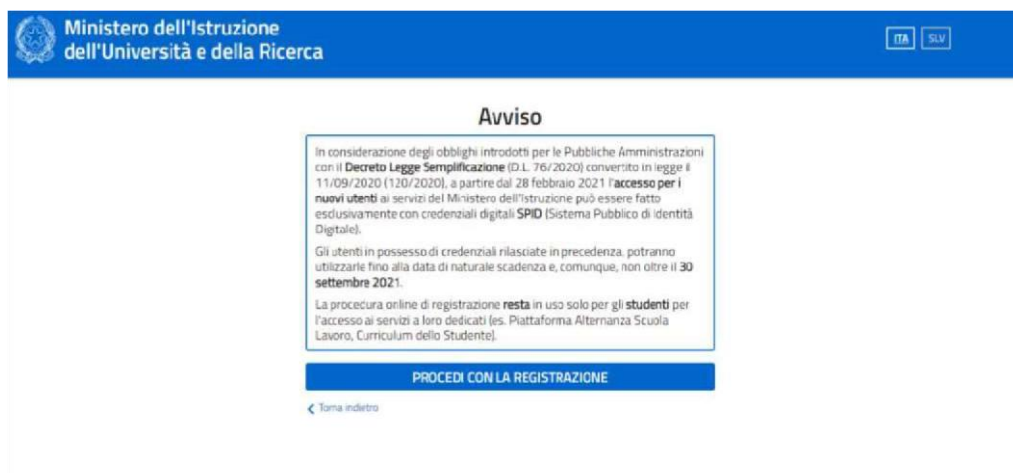 Ministero dell'Istruzione
dell'Università e della Ricerca
ITA SLV
Avviso
In considerazione degli obblighi introdotti per le Pubbliche Amministrazioni
con il Decreto Legge Semplificazione (D.L. 76/2020) convertito in legge il
11/09/2020 (120/2020), a partire dal 28 febbraio 2021 l'accesso per i
nuovi utenti ai servizi del Ministero dell'Istruzione può essere fatto
esclusivamente con credenziali digitali SPID (Sistema Pubblico di Identità
Digitale).
Gli utenti in possesso di credenziali rilasciate in precedenza, potranno
utilizzarle fino alla data di naturale scadenza e, comunque, non oltre il 30
settembre 2021.
La procedura online di registrazione resta in uso solo per gli studenti per
l'accesso ai servizi a loro dedicati (es. Piattaforma Alternanza Scuola
Lavoro, Curriculum dello Studente).
PROCEDI CON LA REGISTRAZIONE
Torna indietro